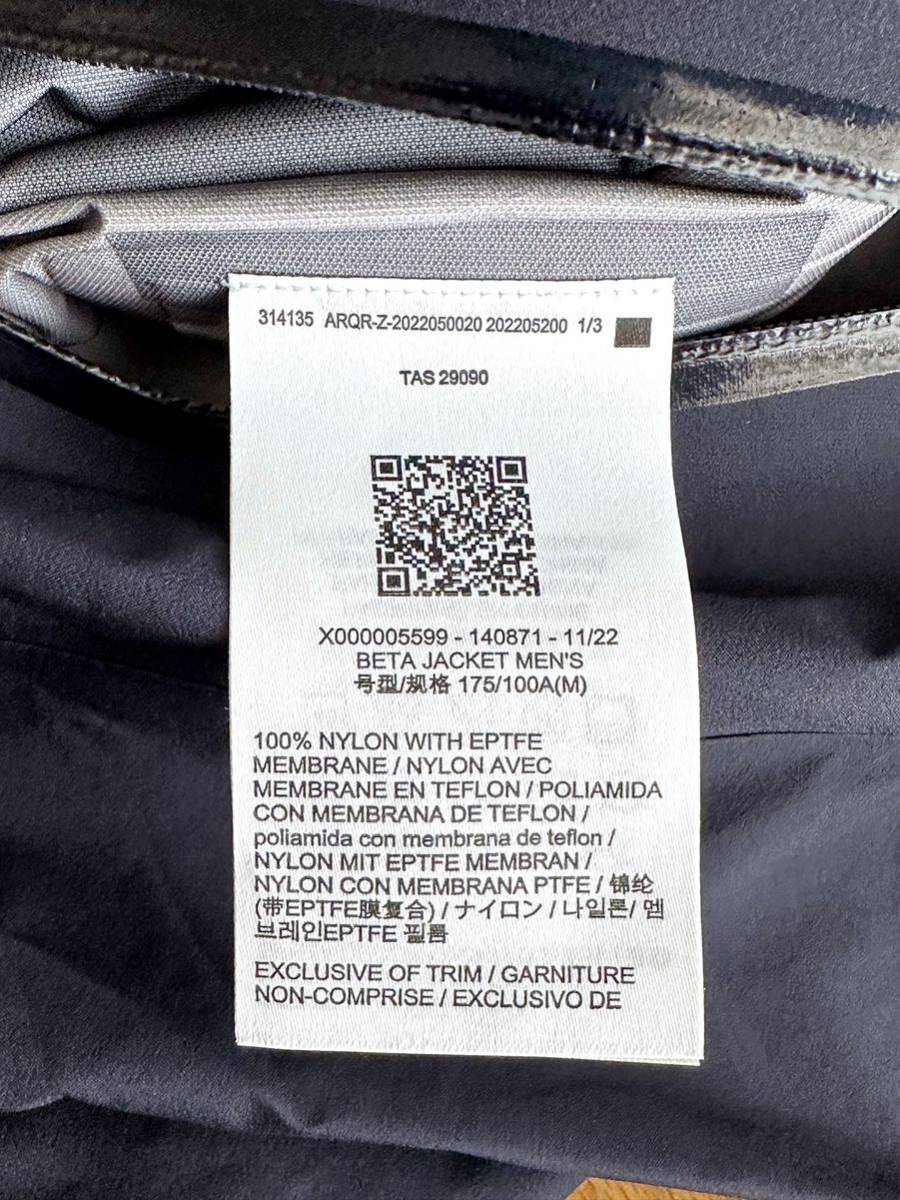 314135 ARQR-Z-2022050020 202205200 1/3
TAS 29090
X000005599 - 140871 - 11/22
BETA JACKET MEN'S
号型/规格 175/100A(M)
100% NYLON WITH EPTFE
MEMBRANE / NYLON AVEC
MEMBRANE EN TEFLON / POLIAMIDA
CON MEMBRANA DE TEFLON /
poliamida con membrana de teflon /
NYLON MIT EPTFE MEMBRAN /
NYLON CON MEMBRANA PTFE / 锦纶
(带EPTFE膜复合) / ナイロン / 나일론/ 멤
브레인EPTFE 필름
EXCLUSIVE OF TRIM / GARNITURE
NON-COMPRISE / EXCLUSIVO DE